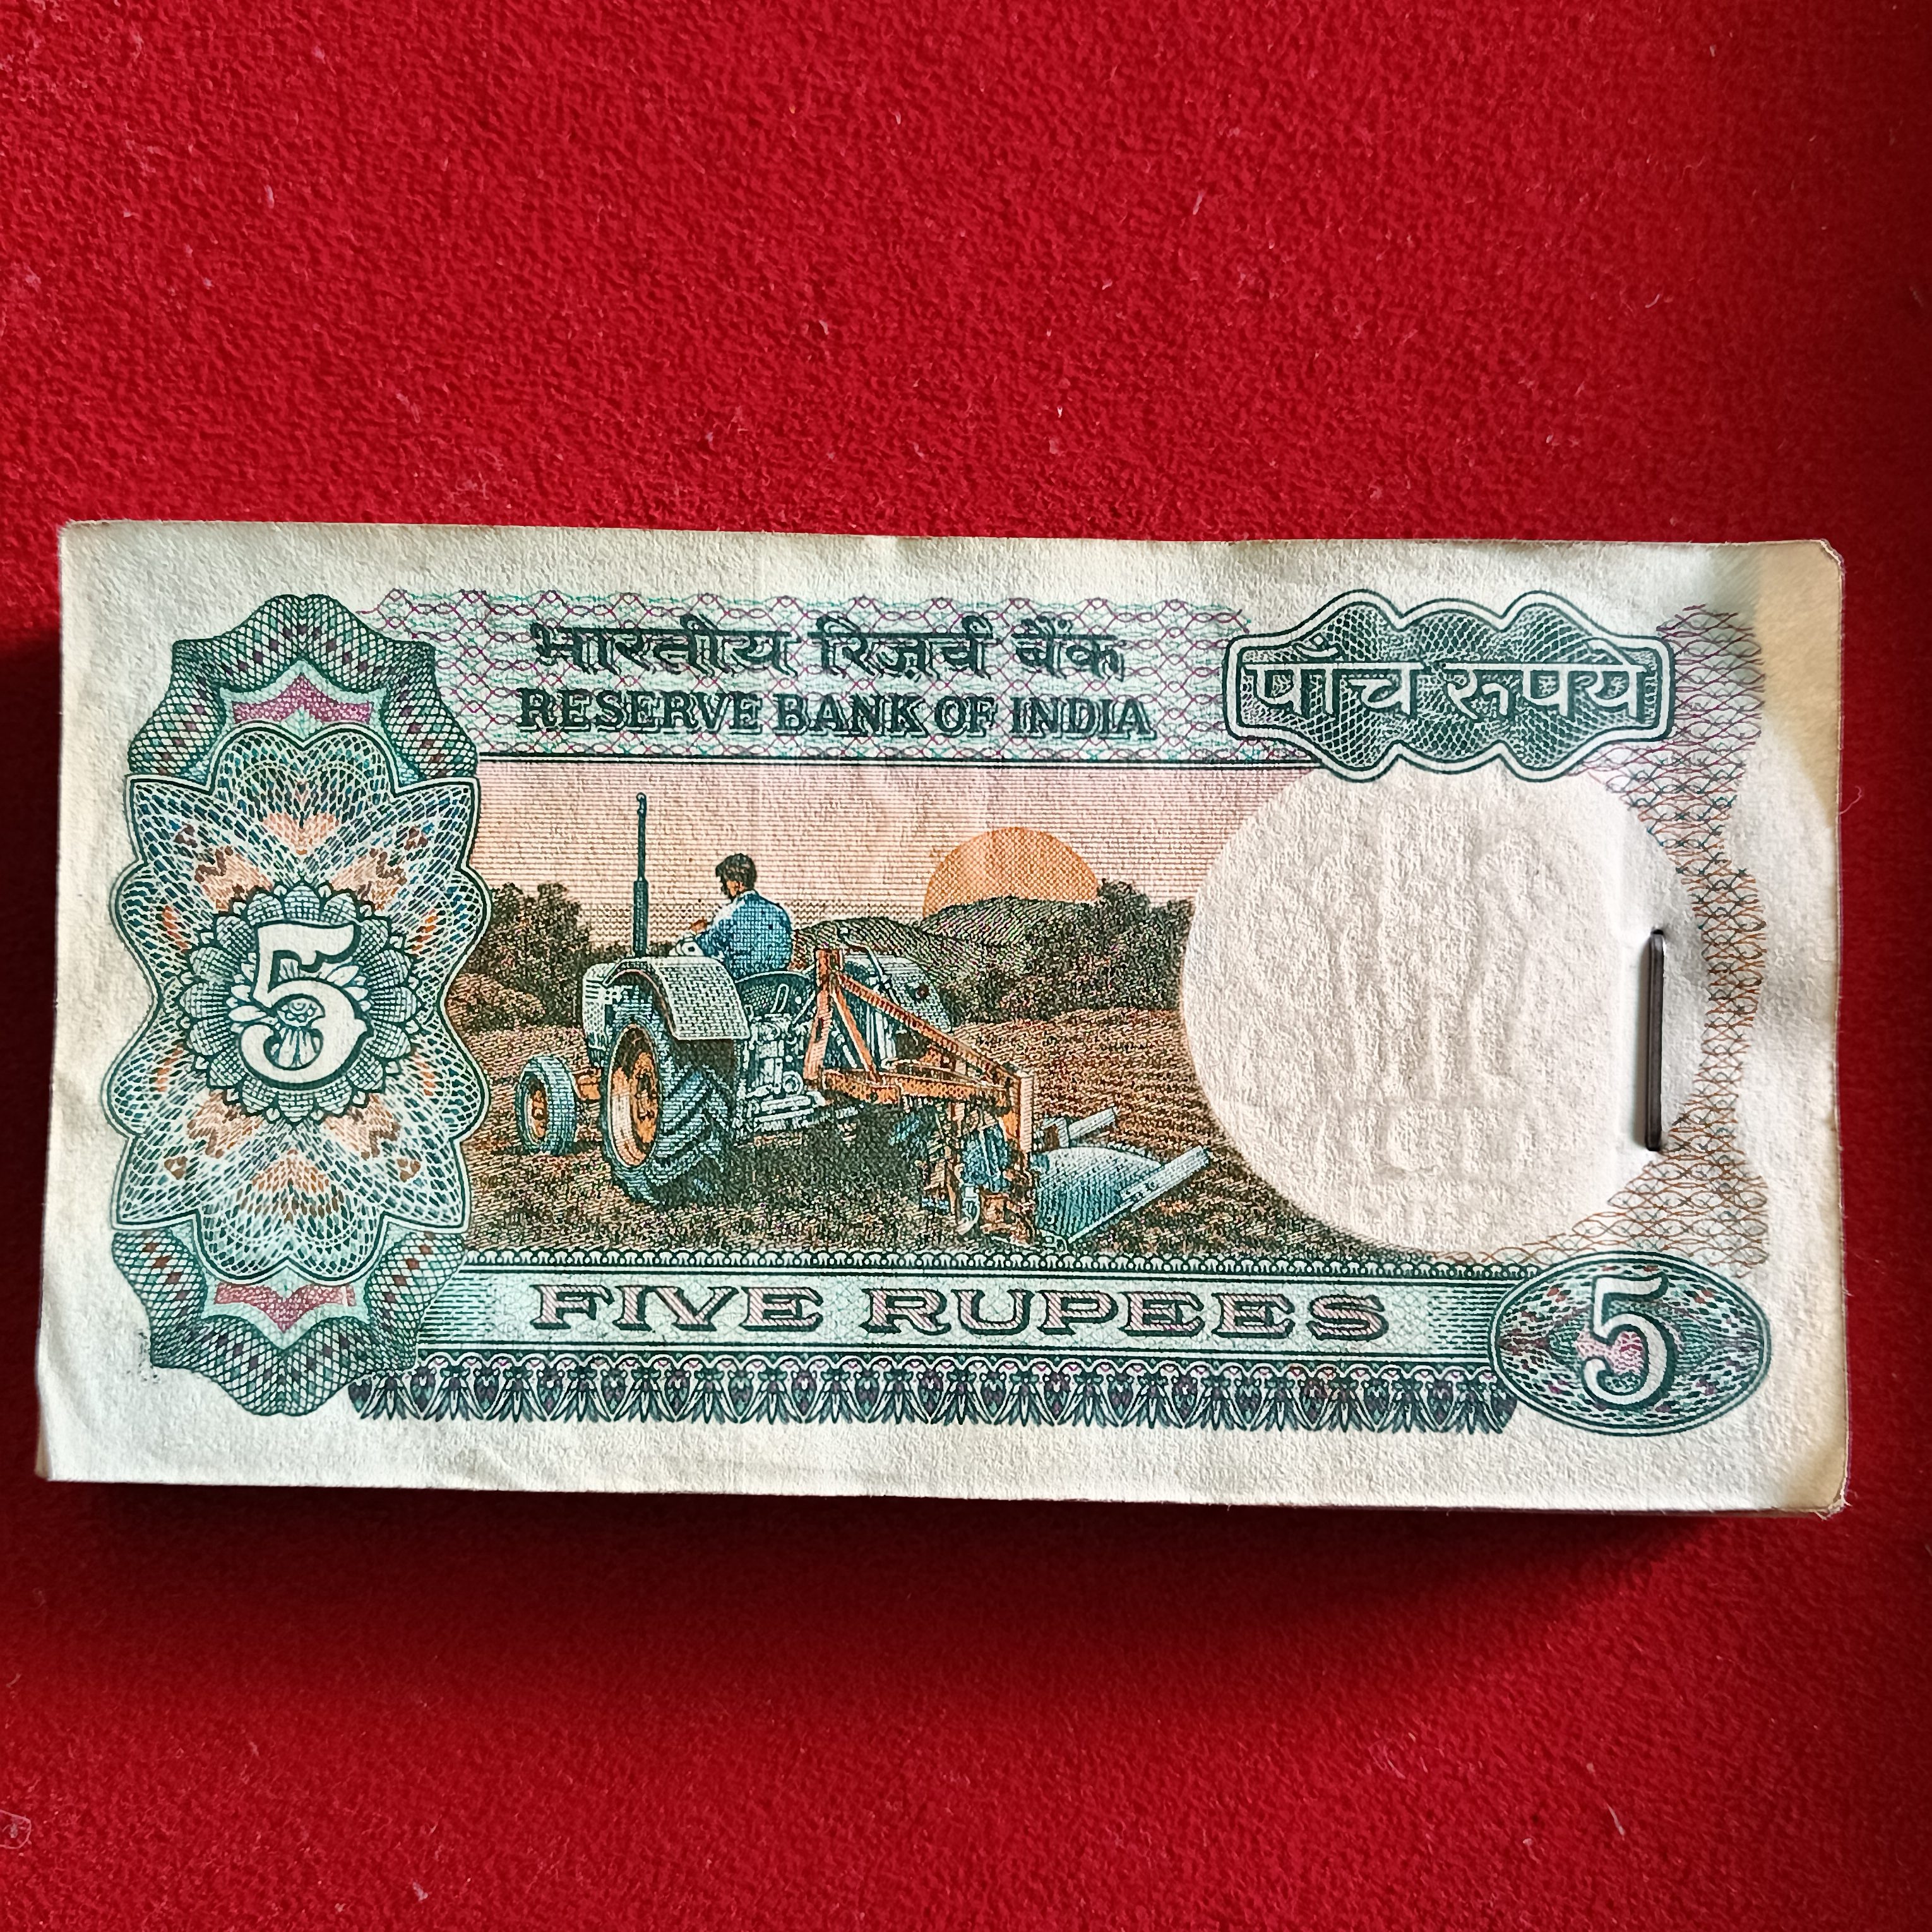 भारतीय रिज़र्व बैंक
RESERVE BANK OF INDIA
पाँच रूपये
5
FIVE RUPEES
5